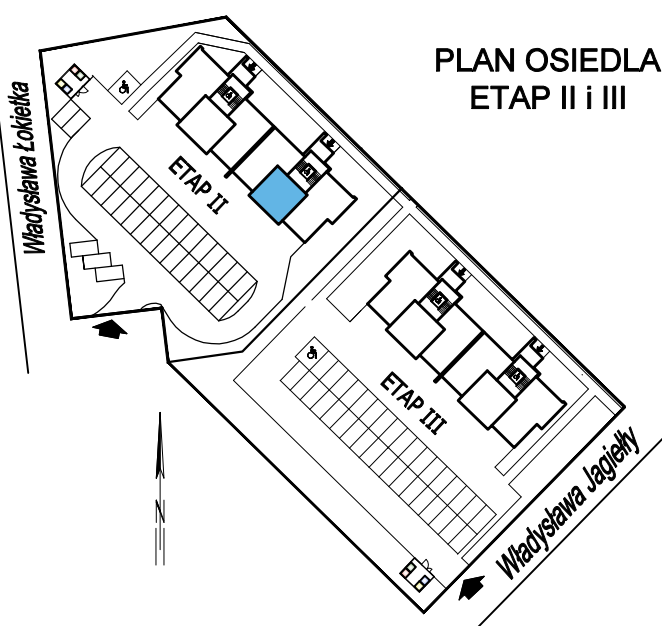 PLAN OSIEDLA
ETAP II i III
Władysława Łokietka
ETAP II
ETAP III
Władysława Jagiełły
N